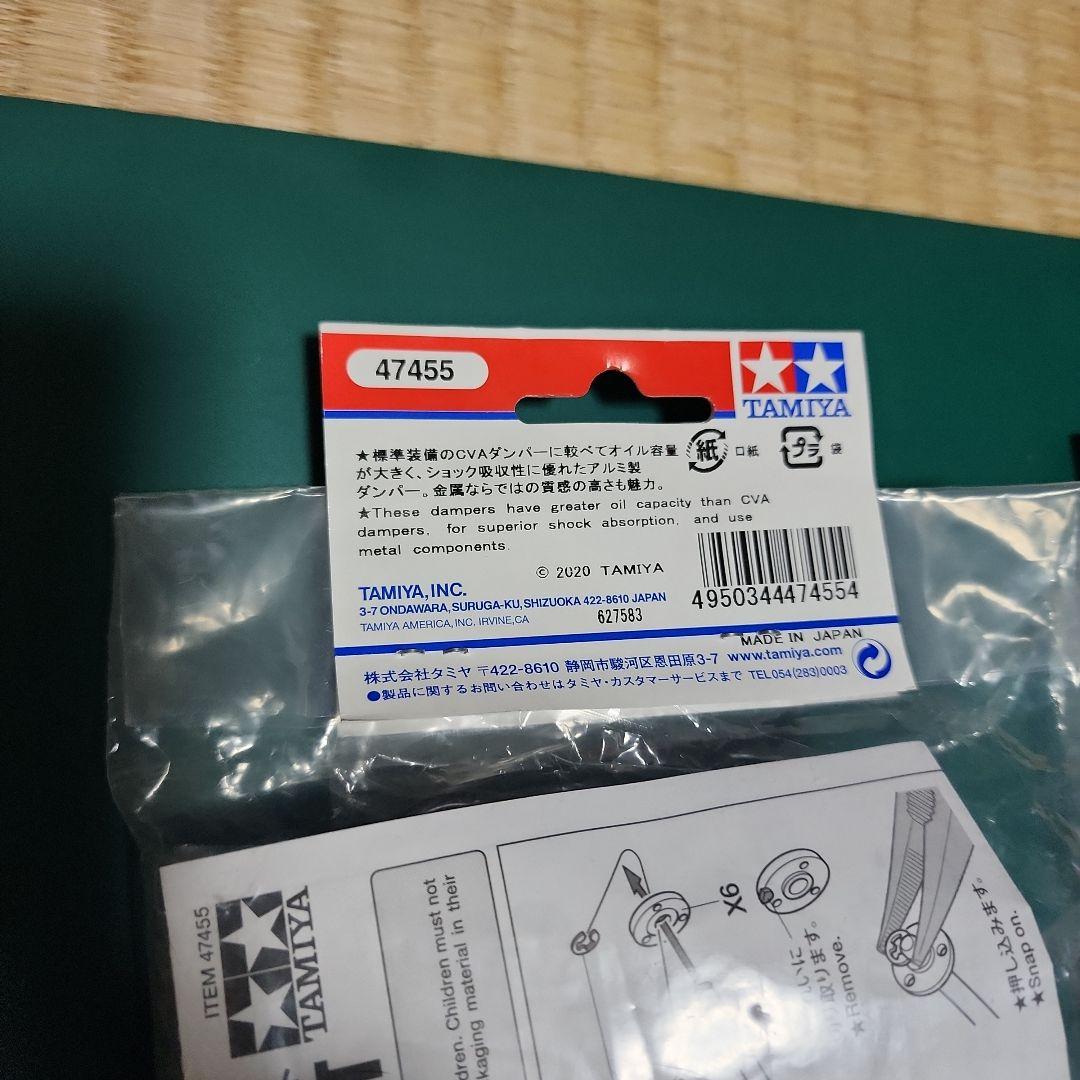 47455
TAMIYA
★標準装備のCVAダンパーに較べてオイル容量
が大きく、ショック吸収性に優れたアルミ製
ダンパー。金属ならではの質感の高さも魅力。
紙 口紙
プラ 袋
★These dampers have greater oil capacity than CVA
dampers, for superior shock absorption, and use
metal components.
© 2020 TAMIYA
TAMIYA, INC.
3-7 ONDAWARA, SURUGA-KU, SHIZUOKA 422-8610 JAPAN
TAMIYA AMERICA, INC. IRVINE, CA
627583
4950344474554
MADE IN JAPAN
株式会社タミヤ 〒422-8610 静岡市駿河区恩田原3-7 www.tamiya.com
●製品に関するお問い合わせはタミヤ・カスタマーサービスまで TEL054(283)0003
ITEM 47455
TAMIYA
dren. Children must not
kaging material in their
X6
取ります。
★Remove.
★押し込みます。
★Snap on.